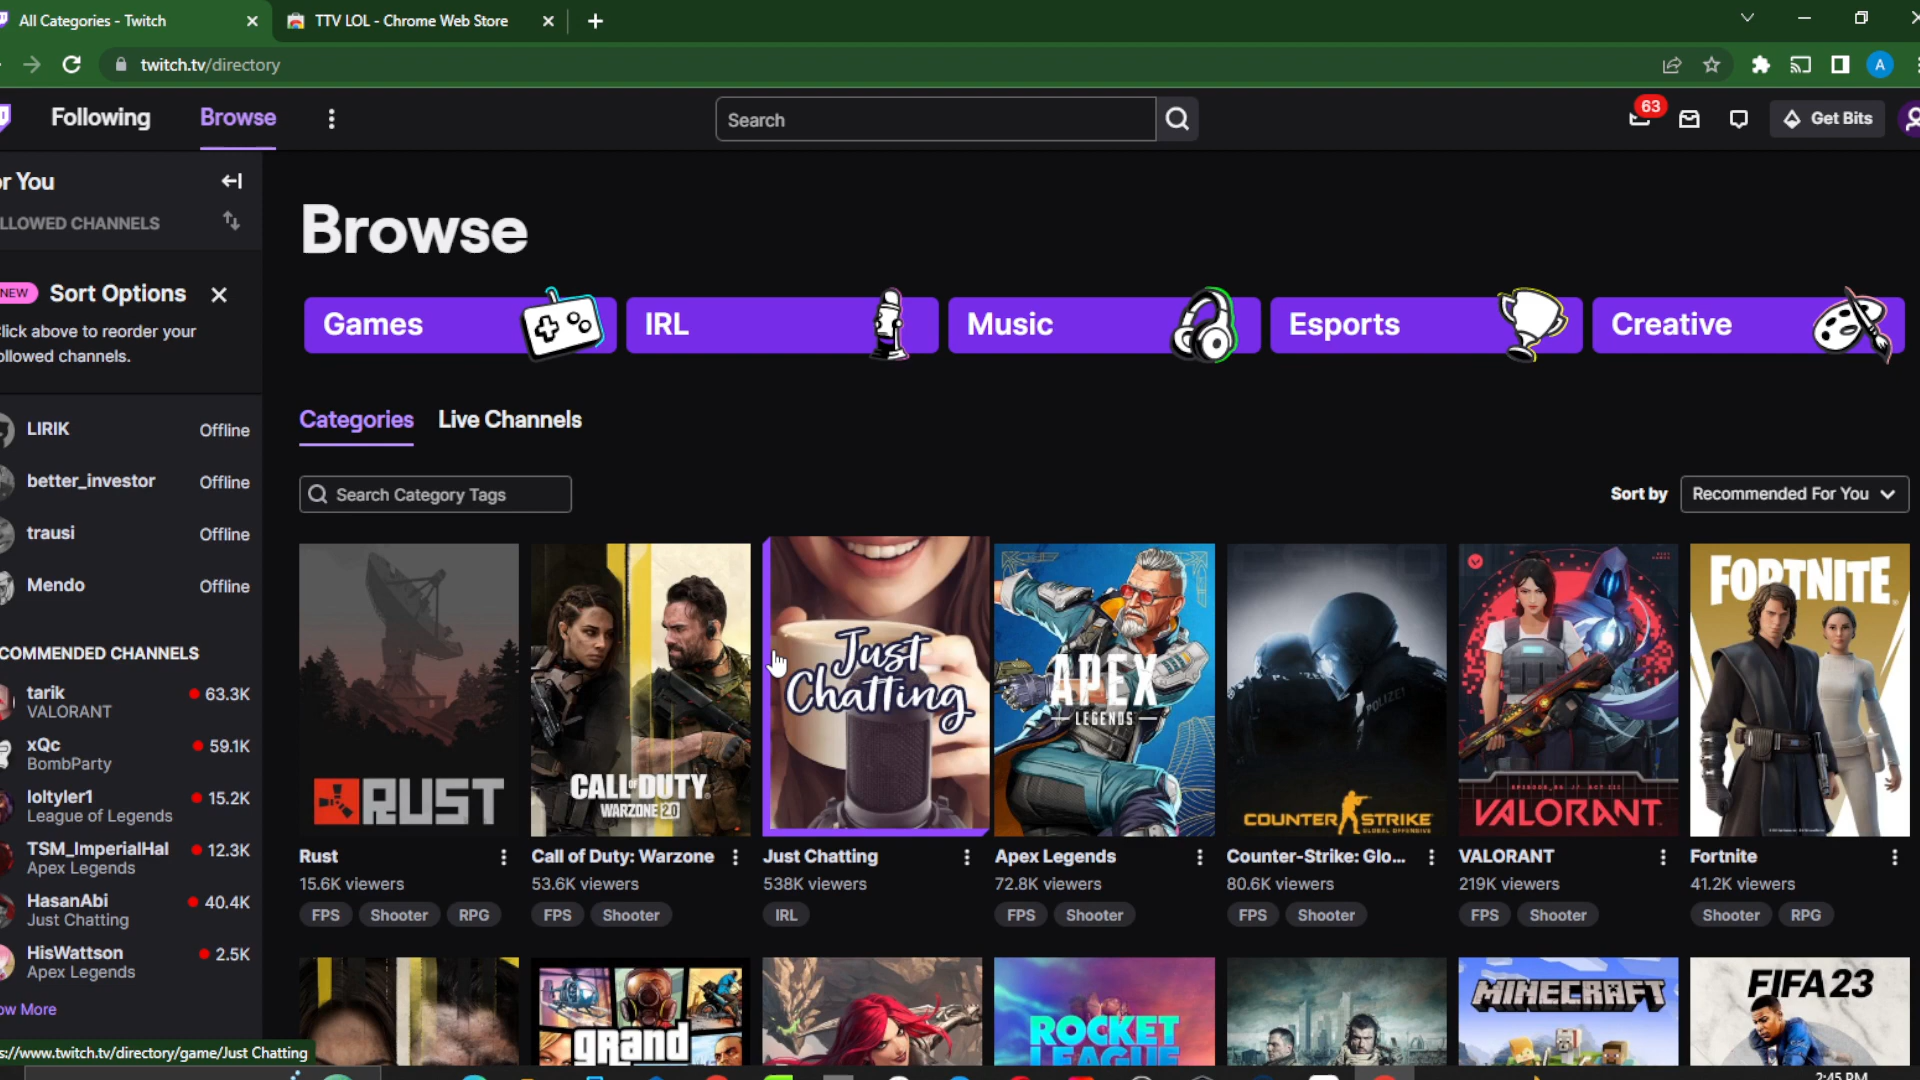 All Categories - Twitch
TTV LOL - Chrome Web Store
twitch.tv/directory
A
Following
Browse
Search
63
Get Bits
or You
LLOWED CHANNELS
NEW
Sort Options
lick above to reorder your
ollowed channels.
LIRIK
Offline
better_investor
Offline
trausi
Offline
Mendo
Offline
COMMENDED CHANNELS
tarik
63.3K
VALORANT
xQc
59.1K
BombParty
loltyler1
15.2K
League of Legends
TSM_ImperialHal
12.3K
Apex Legends
HasanAbi
40.4K
Just Chatting
HisWattson
2.5K
Apex Legends
ow More
s://www.twitch.tv/directory/game/Just Chatting
Browse
Games
IRL
Music
Esports
Creative
Categories
Live Channels
Search Category Tags
Sort by
Recommended For You
RUST
CALL OF DUTY
WARZONE 2.0
Just
Chatting
APEX
LEGENDS
POLIZEI
COUNTER STRIKE
GLOBAL OFFENSIVE
VALORANT
FORTNITE
Rust
15.6K viewers
FPS
Shooter
RPG
Call of Duty: Warzone
53.6K viewers
FPS
Shooter
Just Chatting
538K viewers
IRL
Apex Legends
72.8K viewers
FPS
Shooter
Counter-Strike: Glo...
80.6K viewers
FPS
Shooter
VALORANT
219K viewers
FPS
Shooter
Fortnite
41.2K viewers
Shooter
RPG
grand
ROCKET
LEAGUE
MINECRAFT
FIFA 23
2:45 PM